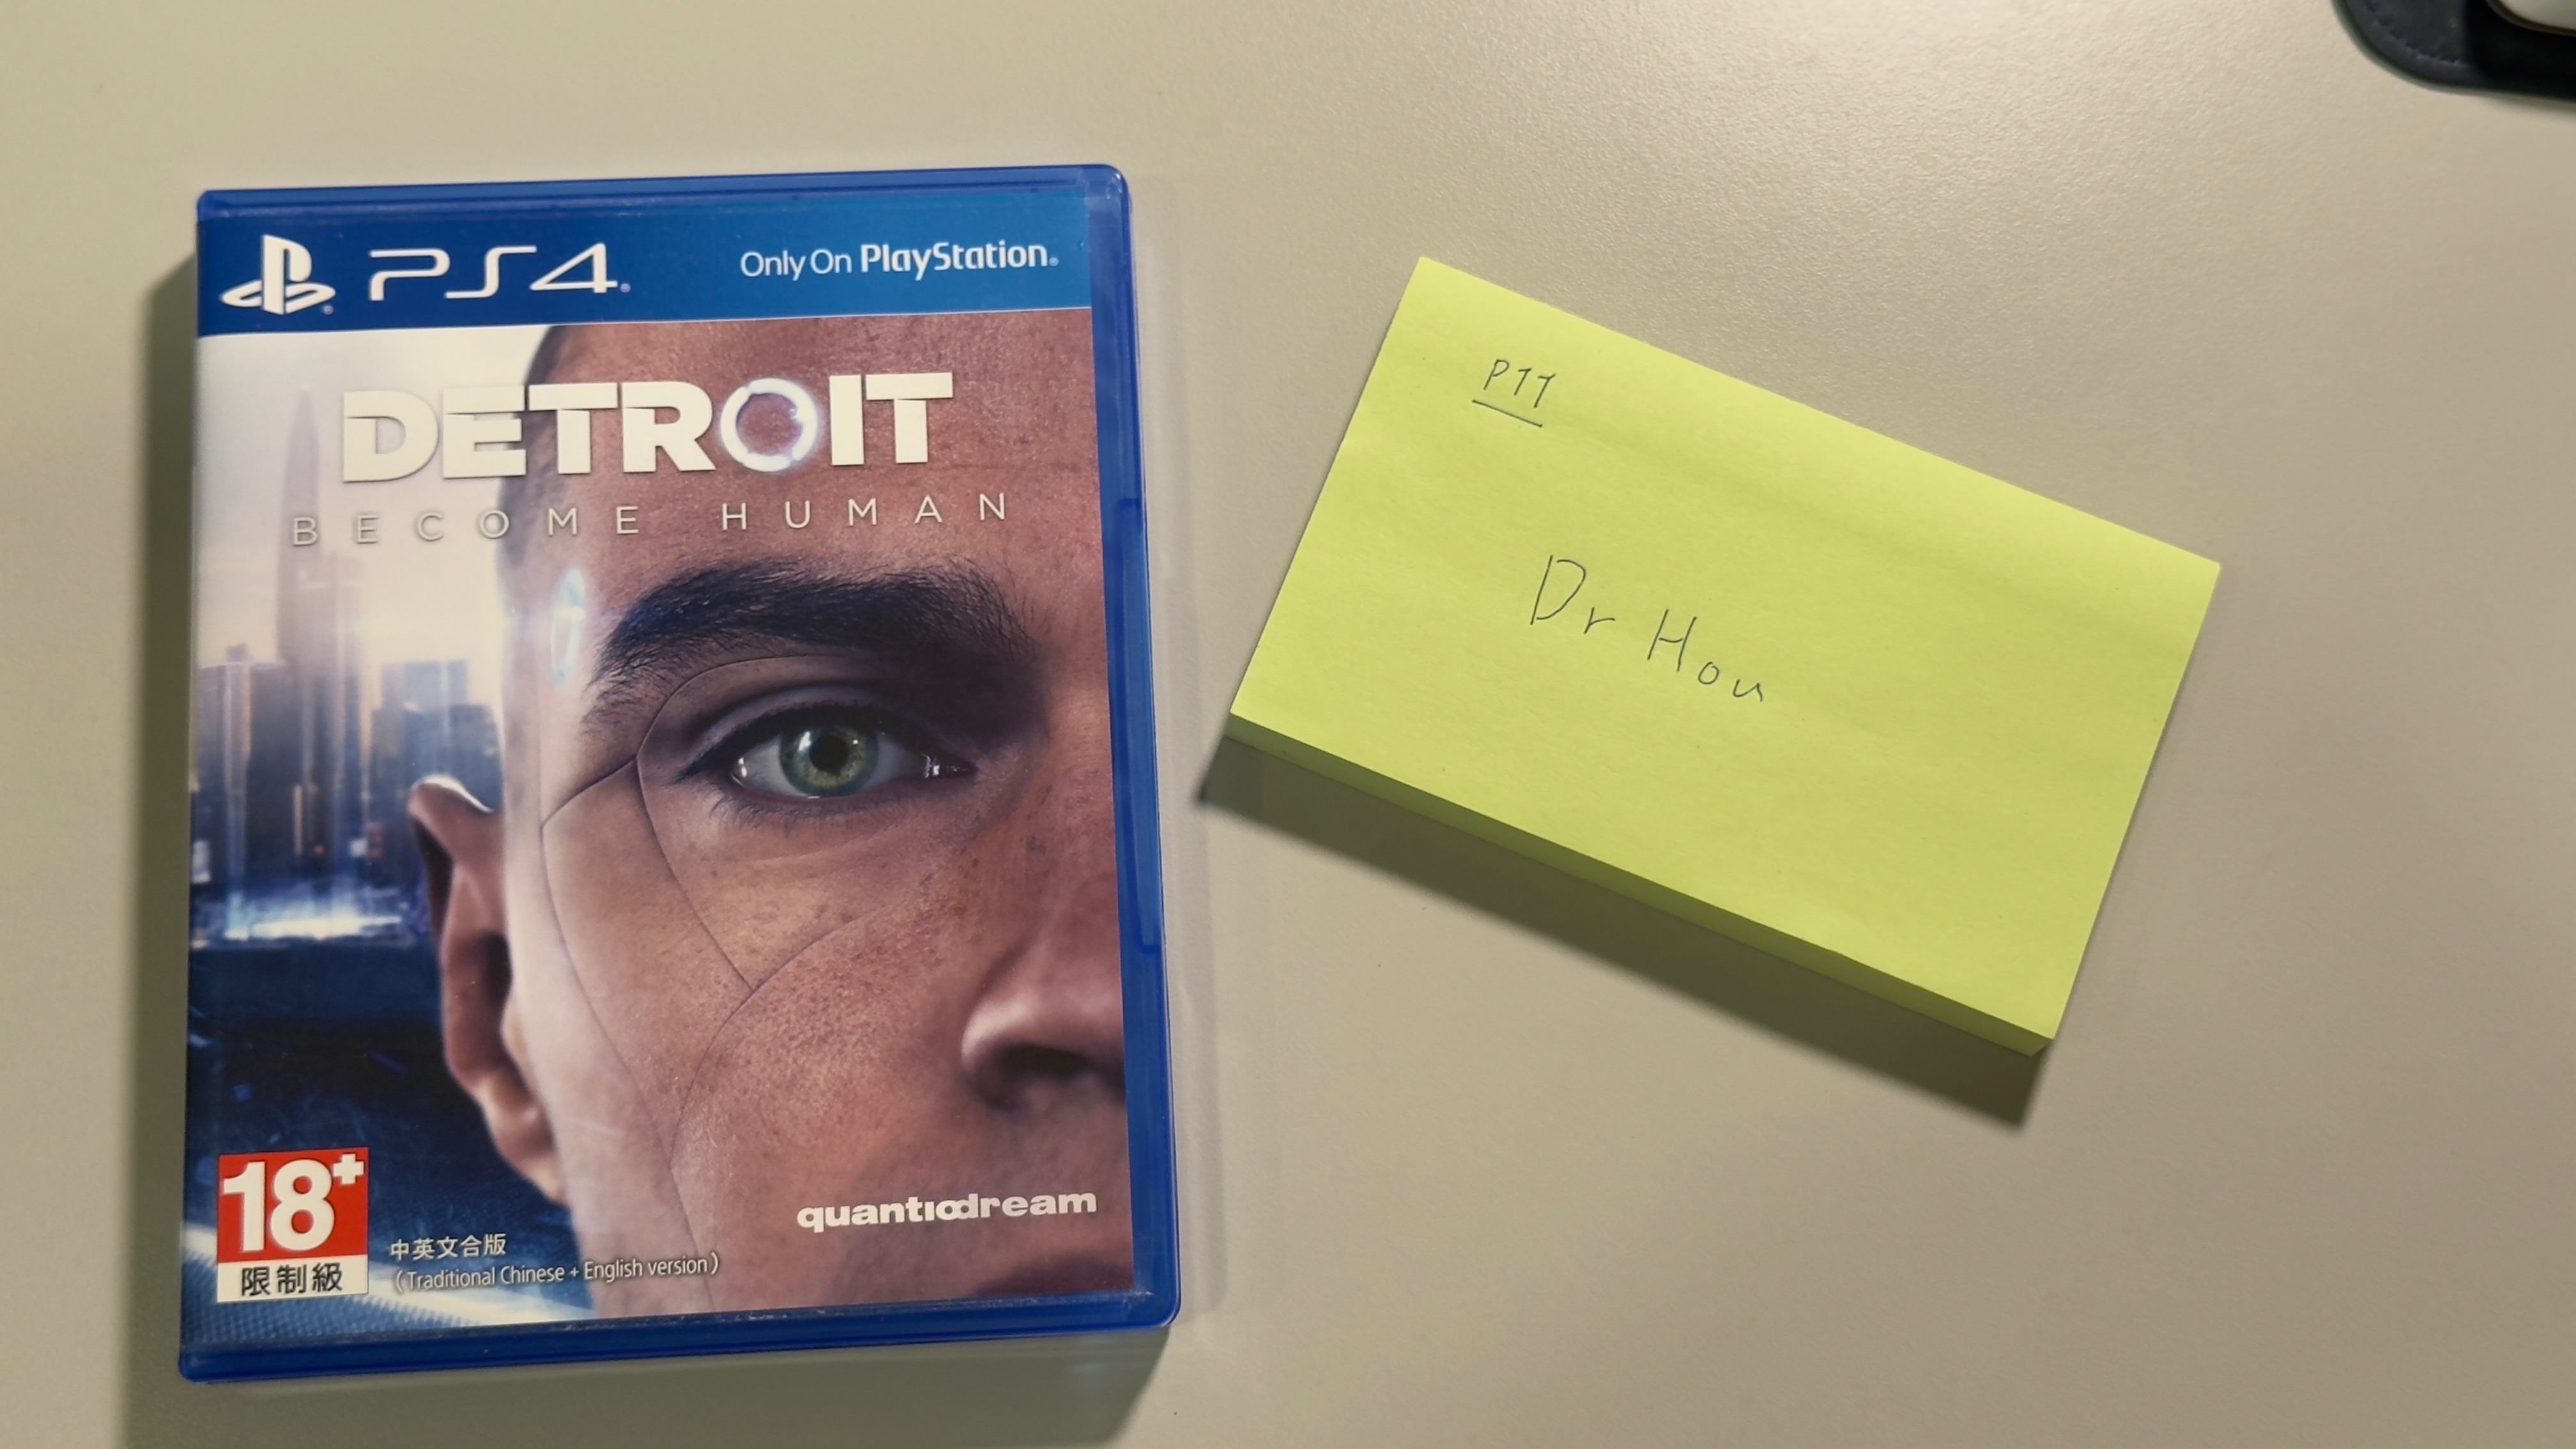 PS4
Only On PlayStation
DETROIT
BECOME HUMAN
18+
限制級
中英文合版
(Traditional Chinese + English version)
quanticdream
PTT
Dr Hou